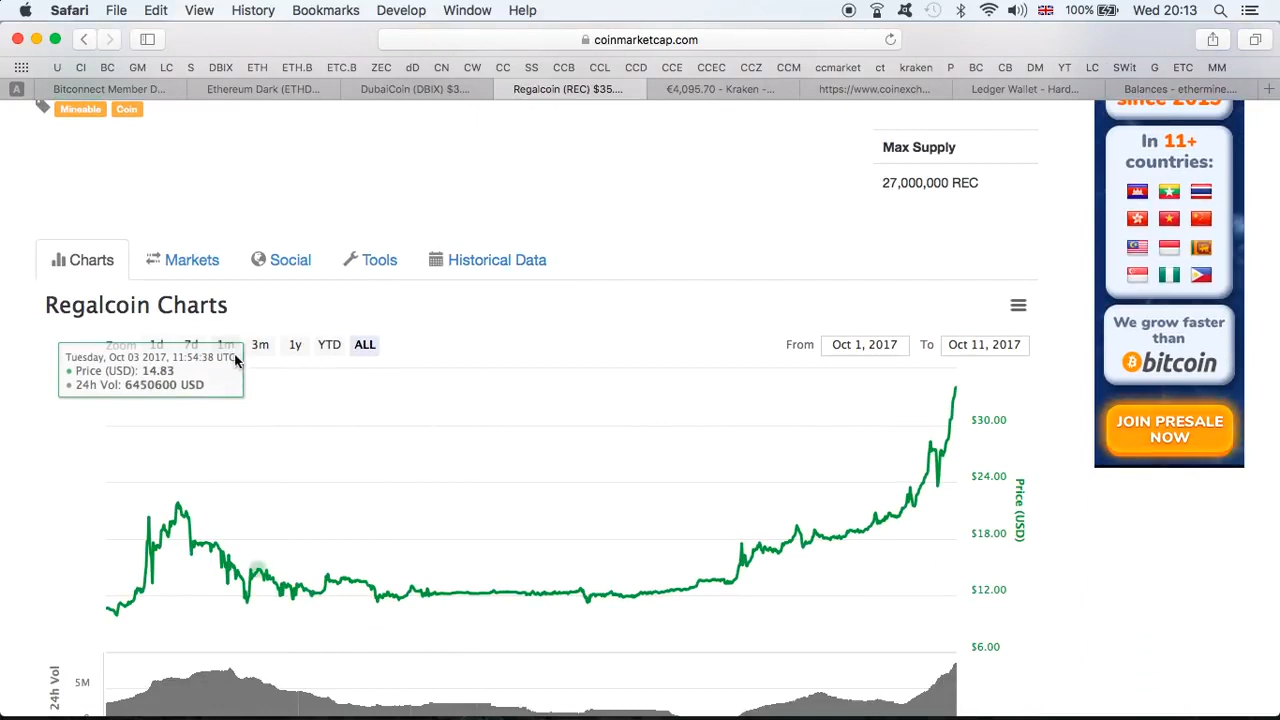 Safari File Edit View History Bookmarks Develop Window Help 100% Wed 20:13
coinmarketcap.com
U CI BC GM LC S DBIX ETH ETH.B ETC.B ZEC dD CN CW CC SS CCB CCL CCD CCE CCEC CCZ CCM ccmarket ct kraken P BC CB DM YT LC SWit G ETC MM
A Bitconnect Member D... Ethereum Dark (ETHD... DubaiCoin (DBIX) $3.... Regalcoin (REC) $35.... €4,095.70 - Kraken -... https://www.coinexch... Ledger Wallet - Hard... Balances - ethermine.
Mineable Coin
Max Supply
27,000,000 REC
Charts Markets Social Tools Historical Data
Regalcoin Charts
Zoom 1d 7d 1m 3m 1y YTD ALL
From Oct 1, 2017 To Oct 11, 2017
Tuesday, Oct 03 2017, 11:54:38 UTC
Price (USD): 14.83
24h Vol: 6450600 USD
$30.00
$24.00
$18.00
$12.00
$6.00
Price (USD)
24h Vol
5M
since 2015
In 11+
countries:
We grow faster
than
bitcoin
JOIN PRESALE
NOW